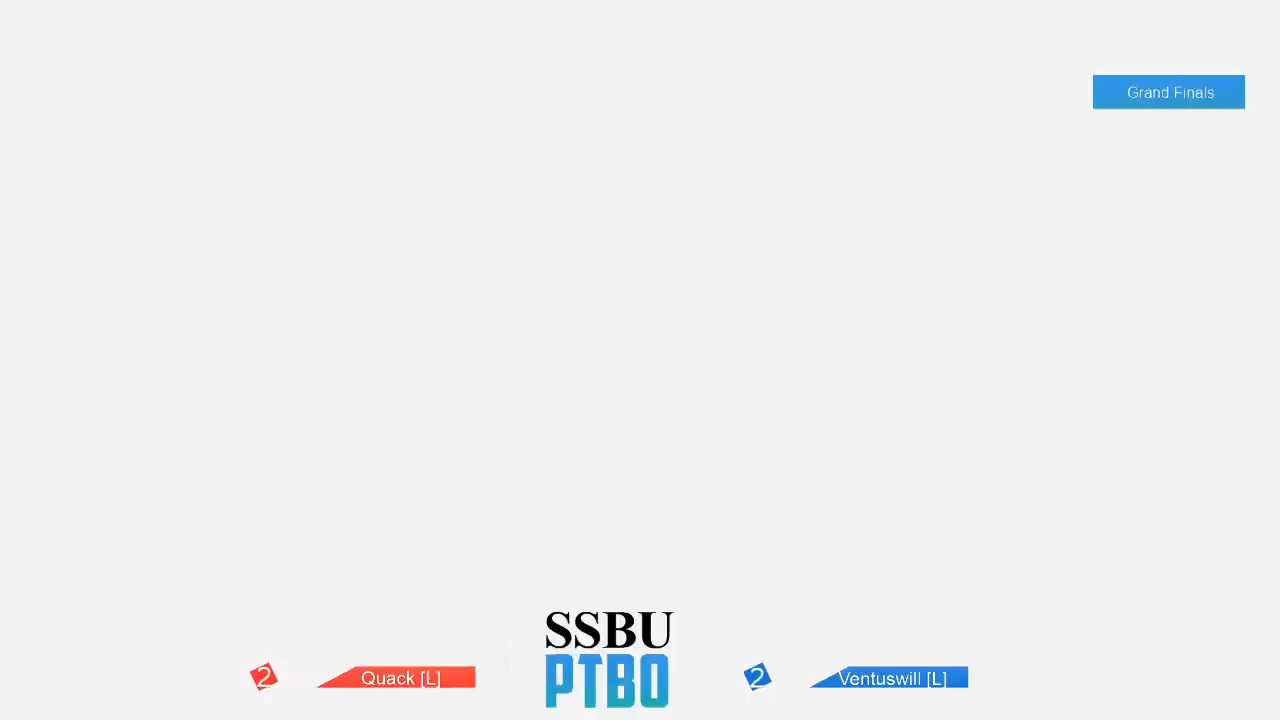 Grand Finals
SSBU
PTBO
2 Quack [L]
2 Ventuswill [L]